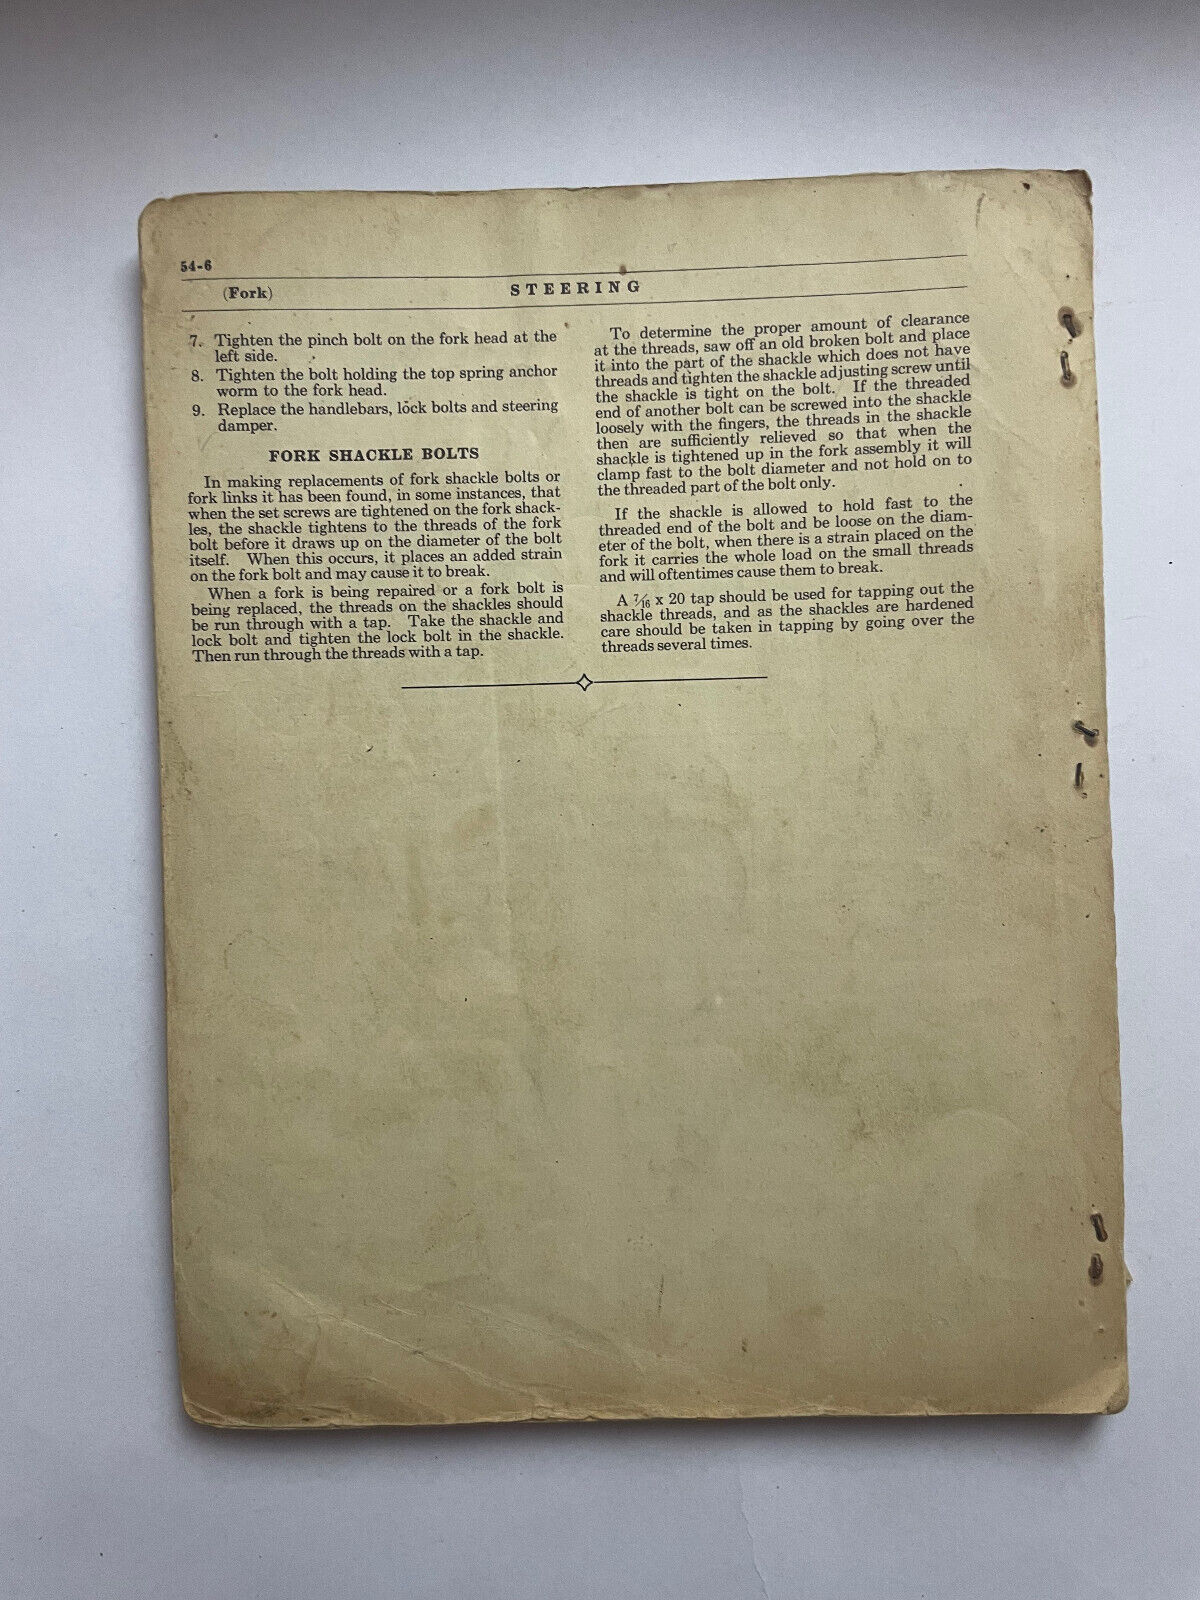 54-6
(Fork)
STEERING
7. Tighten the pinch bolt on the fork head at the
left side.
8. Tighten the bolt holding the top spring anchor
worm to the fork head.
9. Replace the handlebars, lock bolts and steering
damper.
FORK SHACKLE BOLTS
In making replacements of fork shackle bolts or
fork links it has been found, in some instances, that
when the set screws are tightened on the fork shack-
les, the shackle tightens to the threads of the fork
bolt before it draws up on the diameter of the bolt
itself. When this occurs, it places an added strain
on the fork bolt and may cause it to break.
When a fork is being repaired or a fork bolt is
being replaced, the threads on the shackles should
be run through with a tap. Take the shackle and
lock bolt and tighten the lock bolt in the shackle.
Then run through the threads with a tap.
To determine the proper amount of clearance
at the threads, saw off an old broken bolt and place
it into the part of the shackle which does not have
threads and tighten the shackle adjusting screw until
the shackle is tight on the bolt. If the threaded
end of another bolt can be screwed into the shackle
loosely with the fingers, the threads in the shackle
then are sufficiently relieved so that when the
shackle is tightened up in the fork assembly it will
clamp fast to the bolt diameter and not hold on to
the threaded part of the bolt only.
If the shackle is allowed to hold fast to the
threaded end of the bolt and be loose on the diam-
eter of the bolt, when there is a strain placed on the
fork it carries the whole load on the small threads
and will oftentimes cause them to break.
A 7/16 x 20 tap should be used for tapping out the
shackle threads, and as the shackles are hardened
care should be taken in tapping by going over the
threads several times.